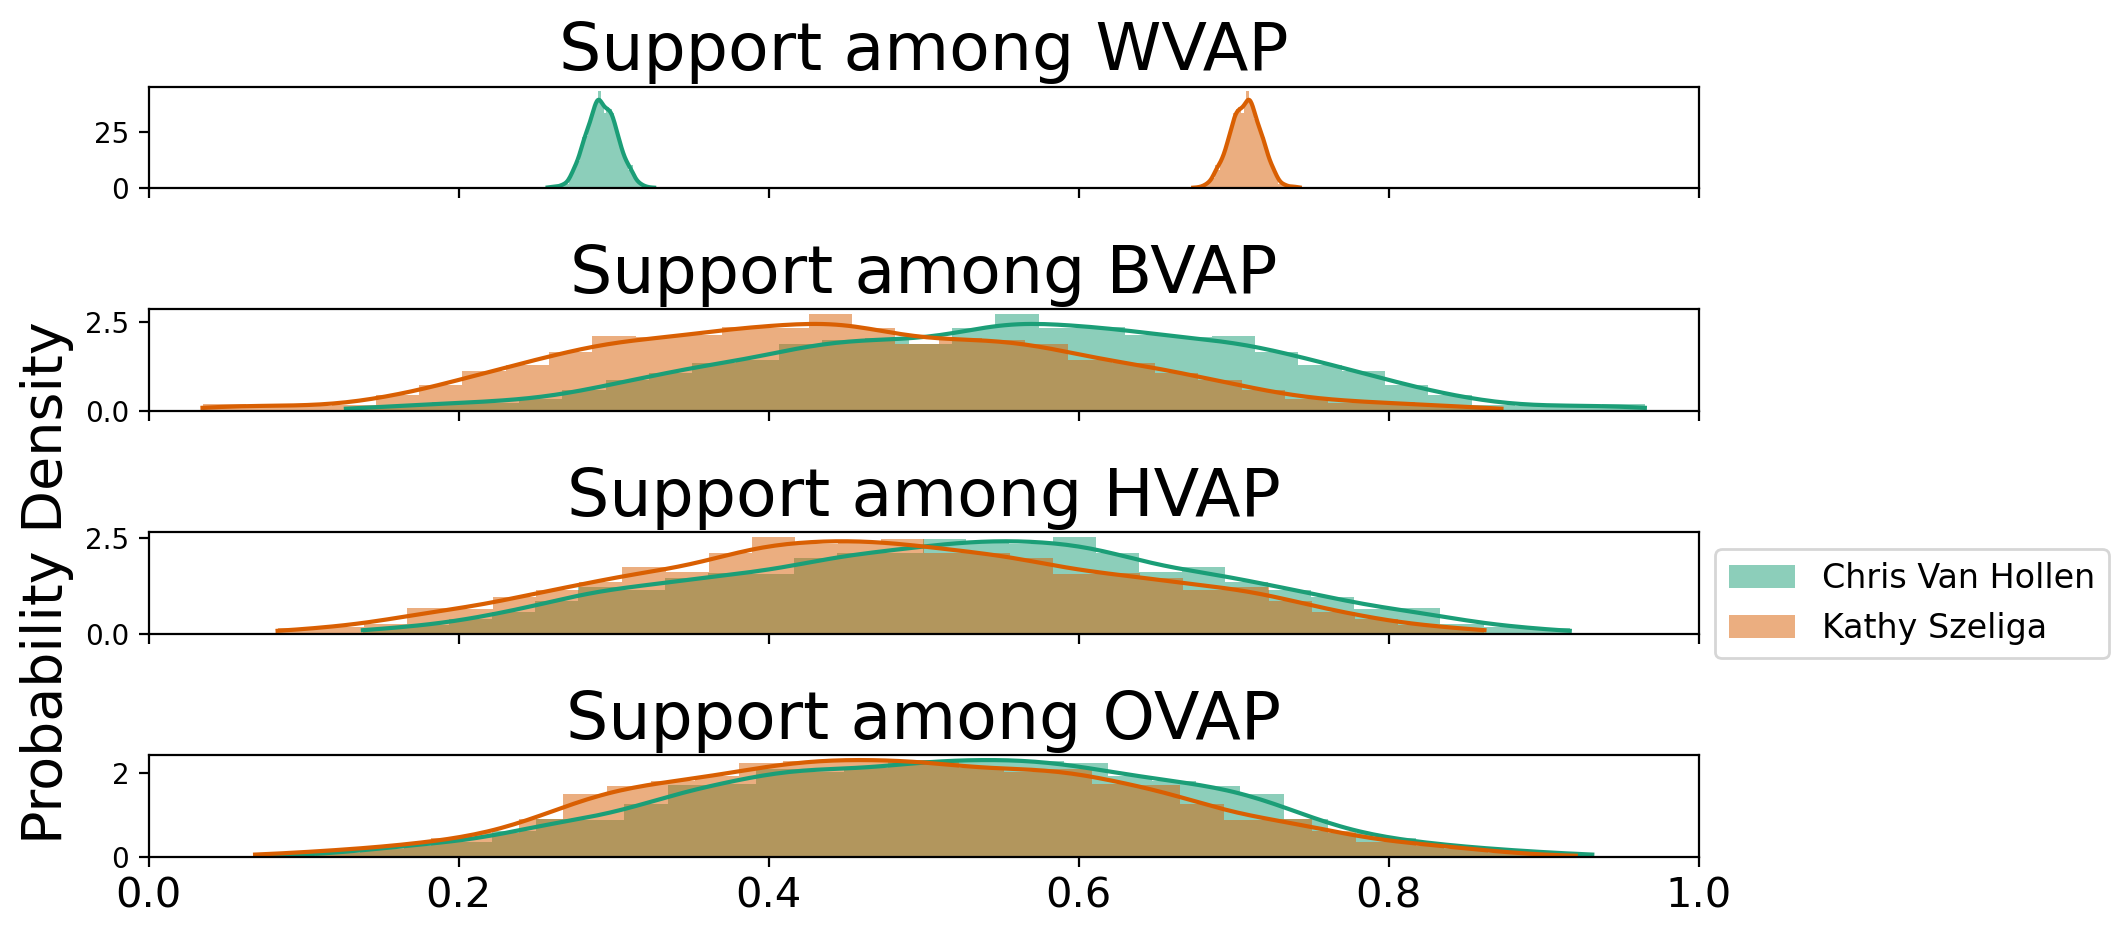 Support among WVAP
25
0
Support among BVAP
2.5
0.0
Support among HVAP
2.5
0.0
Support among OVAP
2
0
0.0 0.2 0.4 0.6 0.8 1.0
Probability Density
Chris Van Hollen
Kathy Szeliga